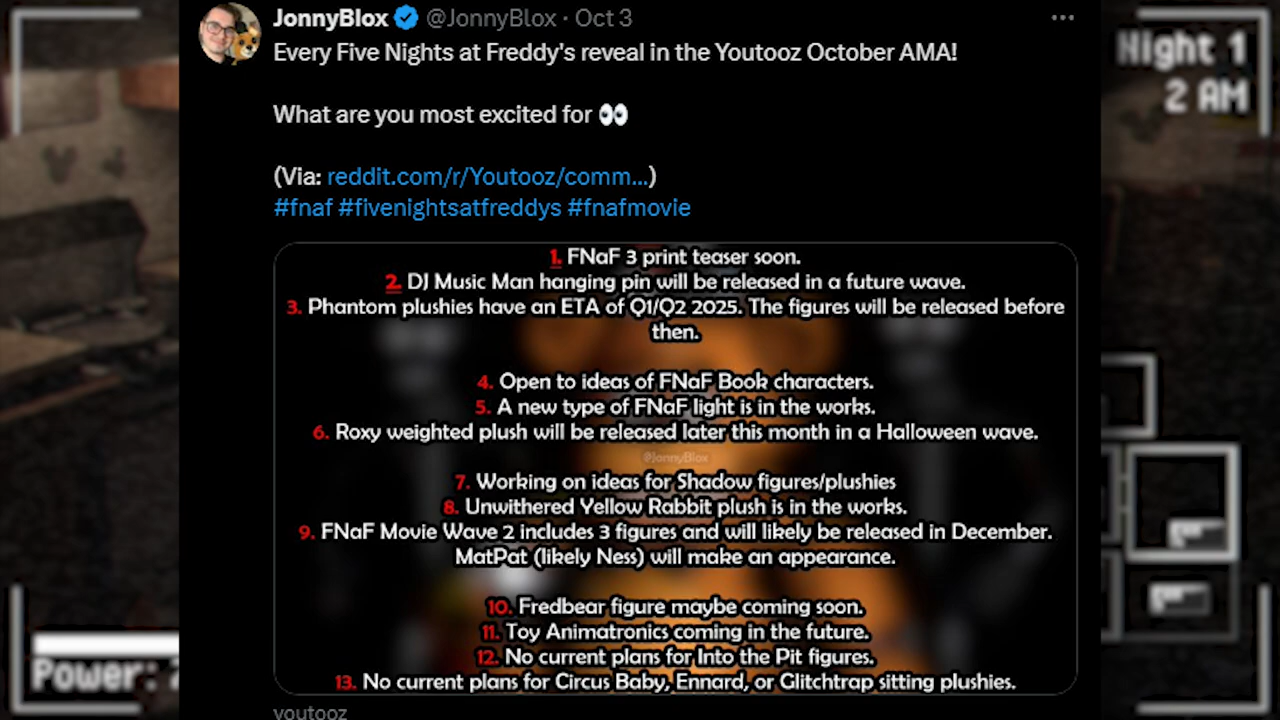 JonnyBlox @JonnyBlox · Oct 3
Every Five Nights at Freddy's reveal in the Youtooz October AMA!
What are you most excited for 👀
(Via: reddit.com/r/Youtooz/comm...)
#fnaf #fivenightsatfreddys #fnafmovie
1. FNaF 3 print teaser soon.
2. DJ Music Man hanging pin will be released in a future wave.
3. Phantom plushies have an ETA of Q1/Q2 2025. The figures will be released before
then.
4. Open to ideas of FNaF Book characters.
5. A new type of FNaF light is in the works.
6. Roxy weighted plush will be released later this month in a Halloween wave.
@JonnyBlox
7. Working on ideas for Shadow figures/plushies
8. Unwithered Yellow Rabbit plush is in the works.
9. FNaF Movie Wave 2 includes 3 figures and will likely be released in December.
MatPat (likely Ness) will make an appearance.
10. Fredbear figure maybe coming soon.
11. Toy Animatronics coming in the future.
12. No current plans for Into the Pit figures.
13. No current plans for Circus Baby, Ennard, or Glitchtrap sitting plushies.
youtooz
Night 1
2 AM
Power: